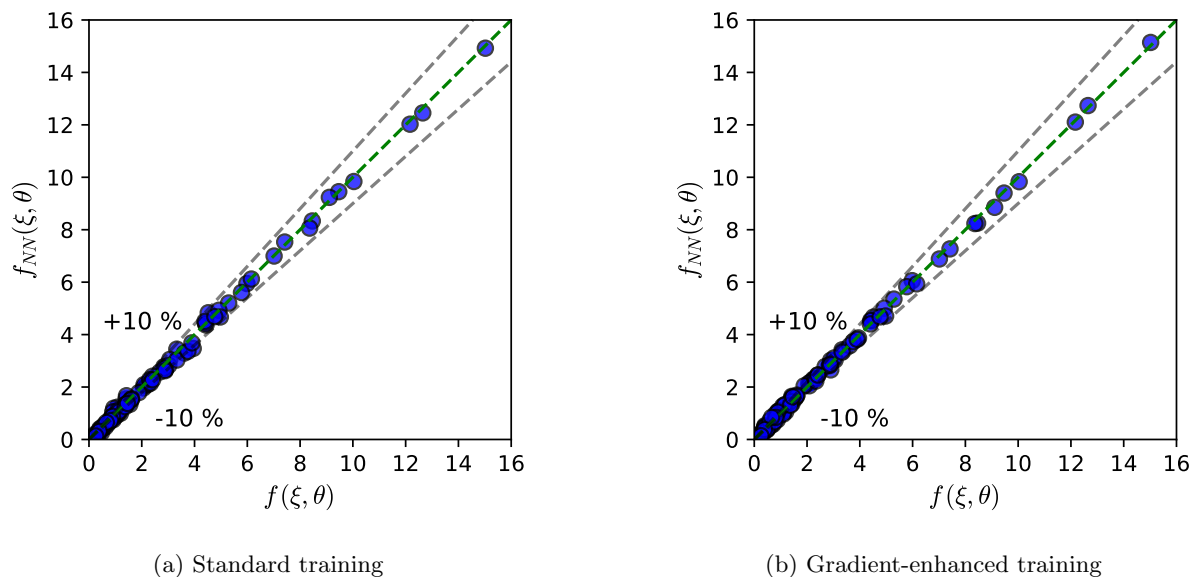 16
14
12
10
8
6
4
2
0
f_{NN}(ξ, θ)
+10 %
-10 %
0 2 4 6 8 10 12 14 16
f(ξ, θ)
(a) Standard training
16
14
12
10
8
6
4
2
0
f_{NN}(ξ, θ)
+10 %
-10 %
0 2 4 6 8 10 12 14 16
f(ξ, θ)
(b) Gradient-enhanced training